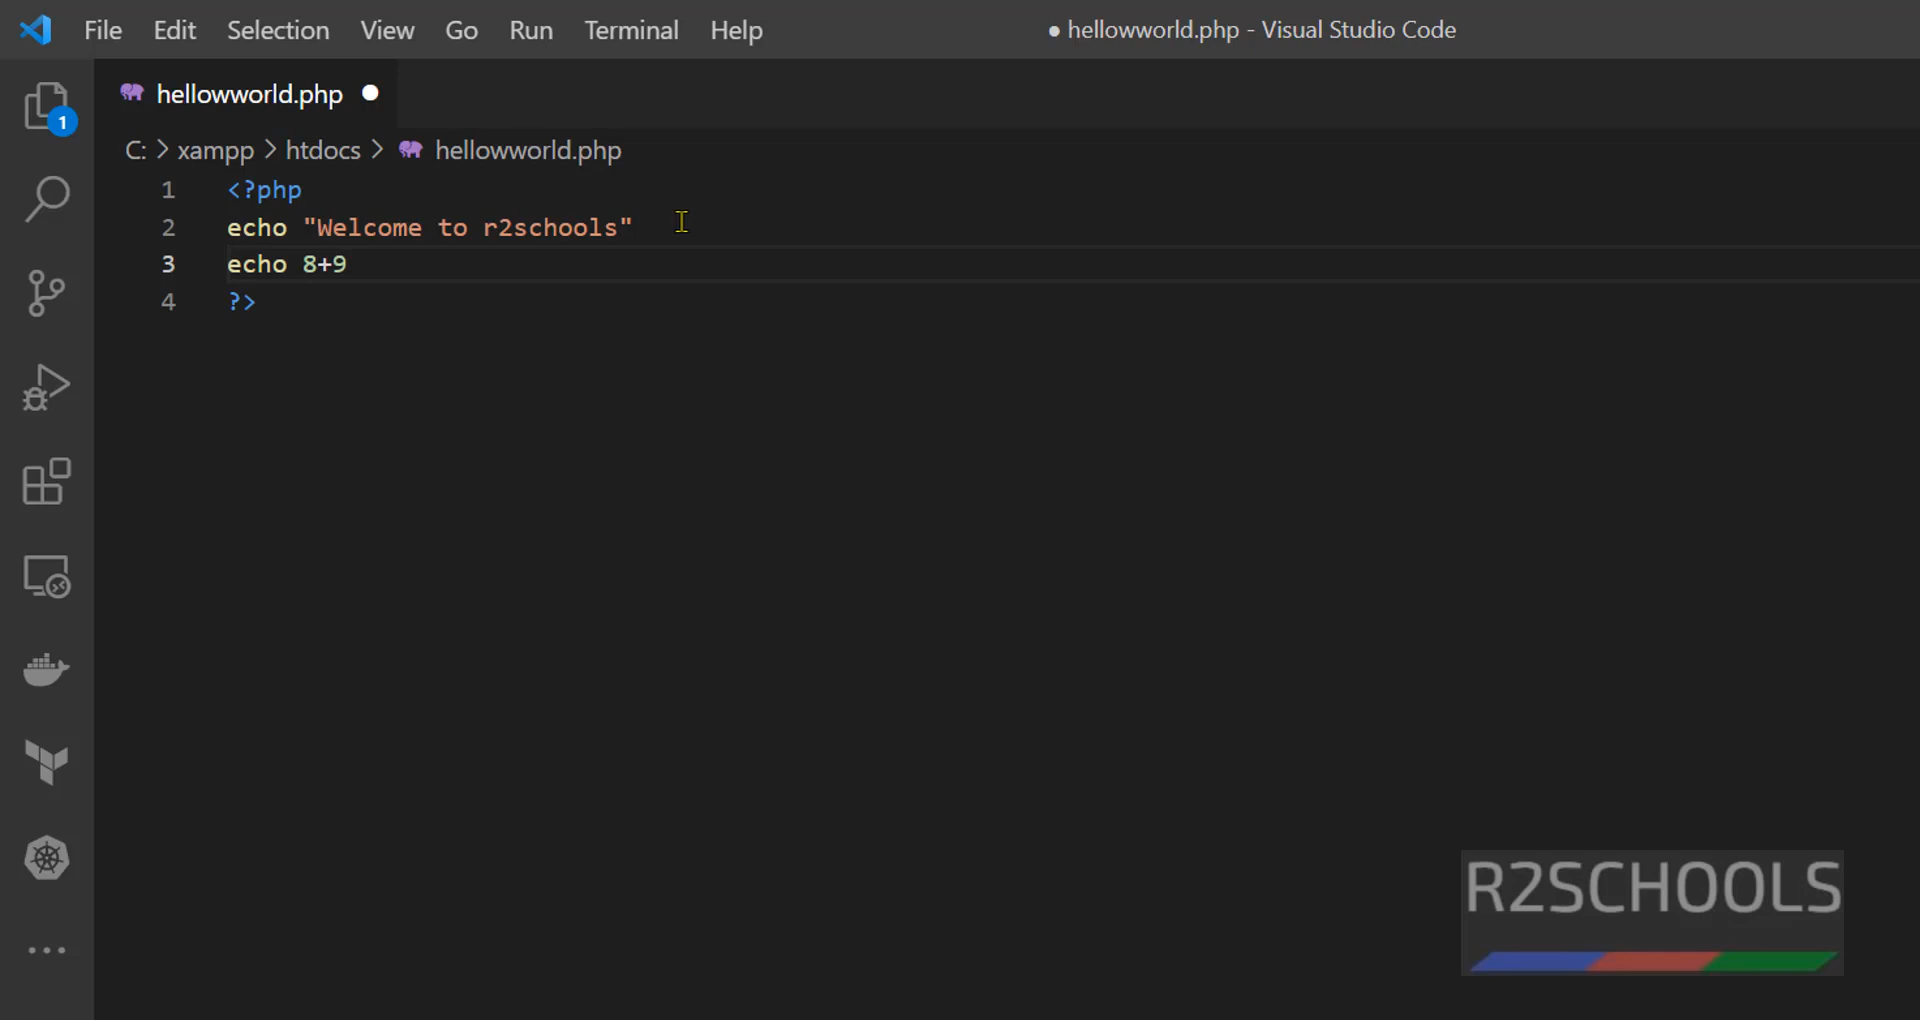 File Edit Selection View Go Run Terminal Help ● hellowworld.php - Visual Studio Code
hellowworld.php ●
1
C: > xampp > htdocs > hellowworld.php
1 <?php
2 echo "Welcome to r2schools"
3 echo 8+9
4 ?>
R2SCHOOLS